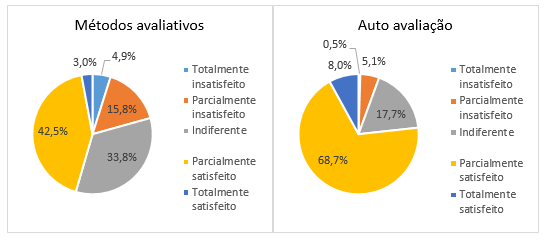 Métodos avaliativos
3,0%
4,9%
15,8%
33,8%
42,5%
Totalmente
insatisfeito
Parcialmente
insatisfeito
Indiferente
Parcialmente
satisfeito
Totalmente
satisfeito
Auto avaliação
0,5%
5,1%
8,0%
17,7%
68,7%
Totalmente
insatisfeito
Parcialmente
insatisfeito
Indiferente
Parcialmente
satisfeito
Totalmente
satisfeito